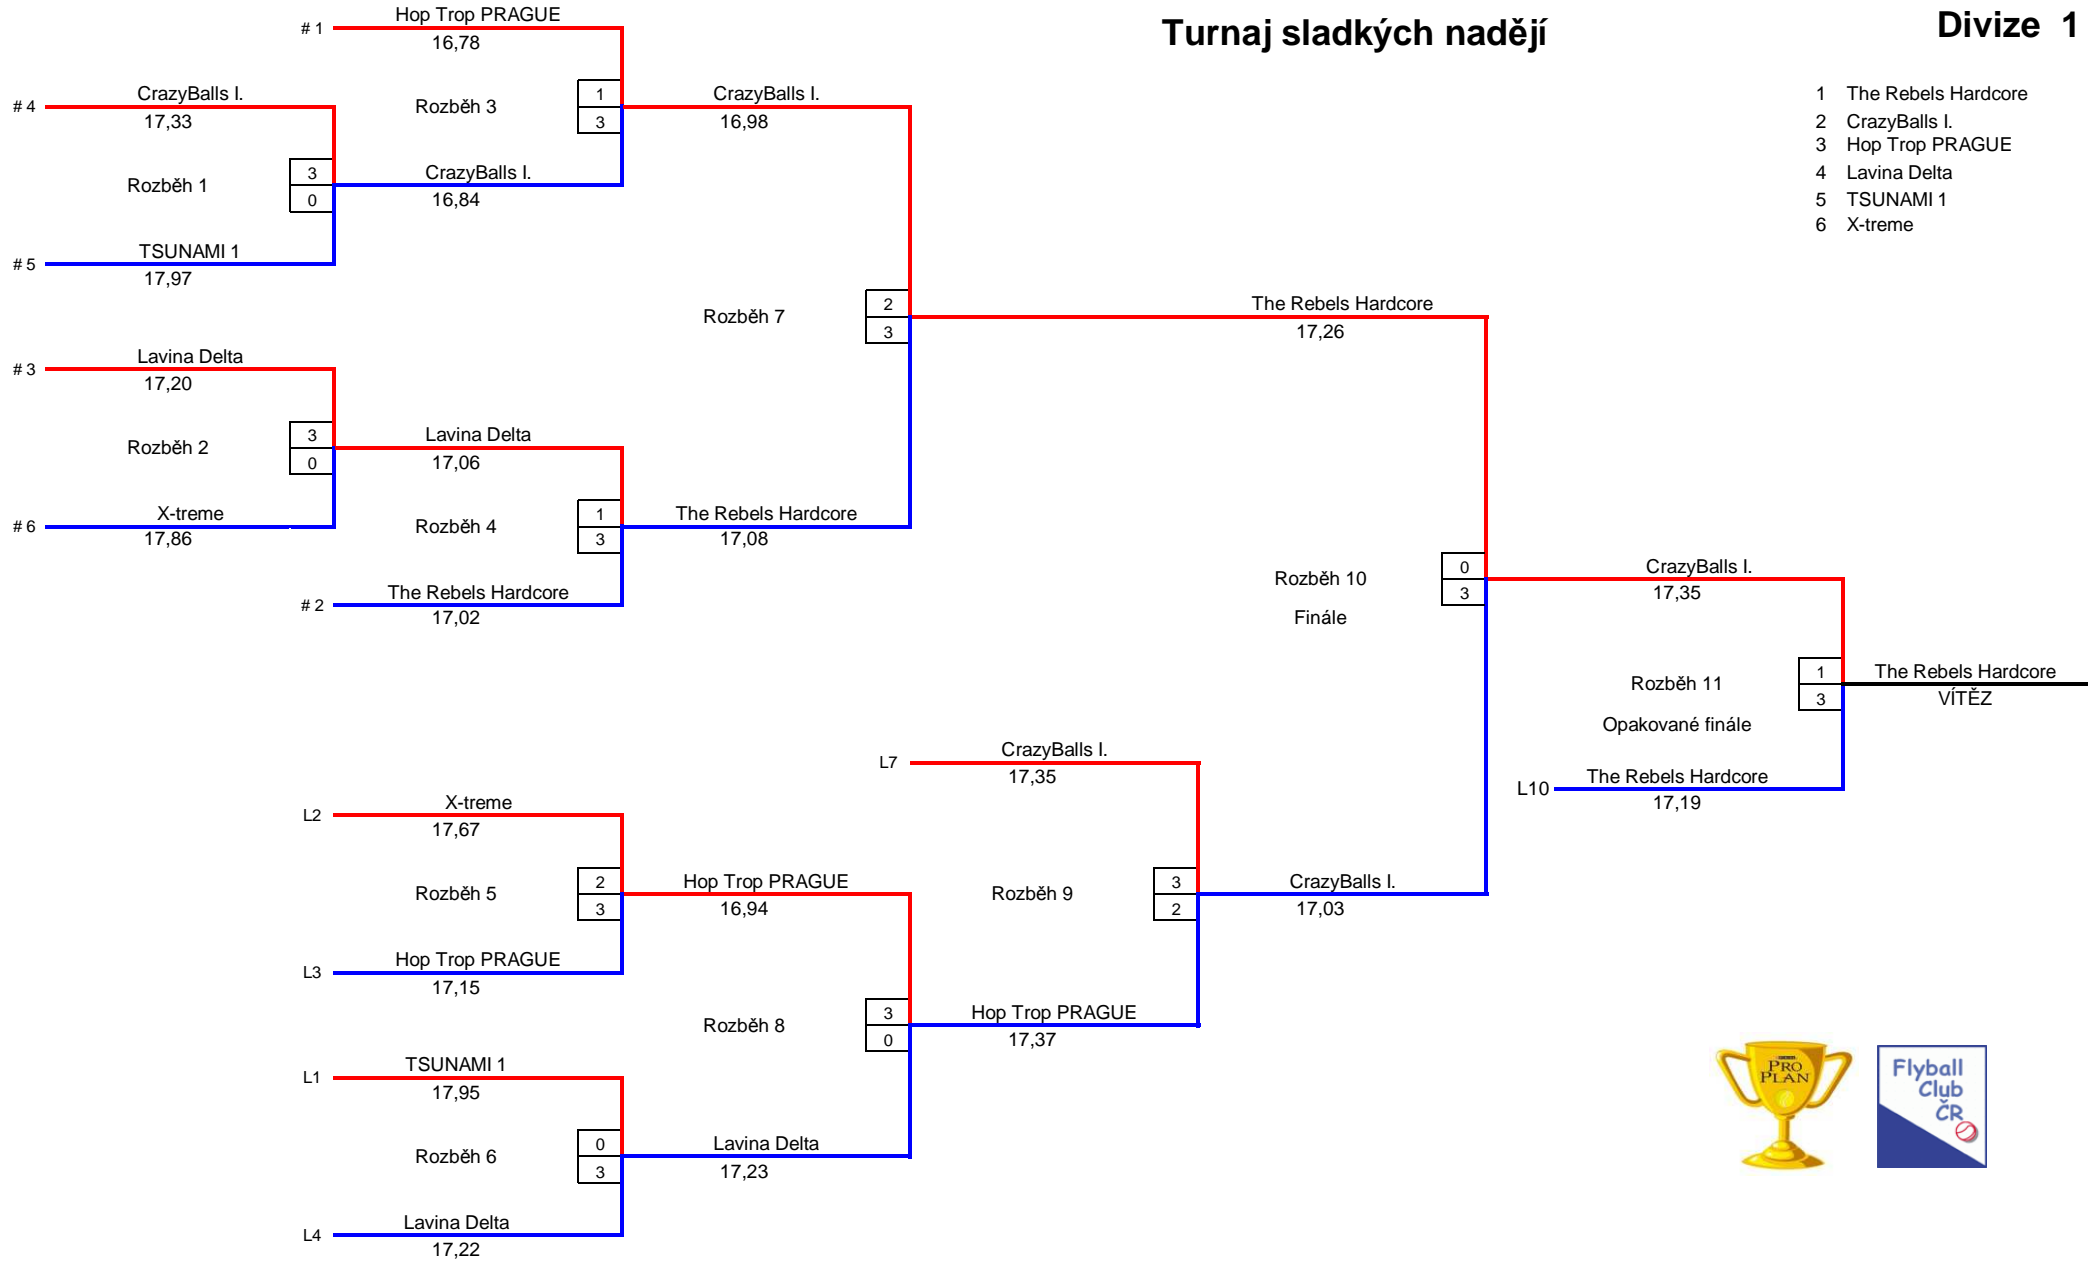 Turnaj sladkých nadějí
Divize 1
1 The Rebels Hardcore
2 CrazyBalls I.
3 Hop Trop PRAGUE
4 Lavina Delta
5 TSUNAMI 1
6 X-treme
# 1
Hop Trop PRAGUE
16,78
# 4
CrazyBalls I.
17,33
Rozběh 3
1
3
CrazyBalls I.
16,98
Rozběh 1
3
0
CrazyBalls I.
16,84
# 5
TSUNAMI 1
17,97
Rozběh 7
2
3
The Rebels Hardcore
17,26
# 3
Lavina Delta
17,20
Rozběh 2
3
0
Lavina Delta
17,06
# 6
X-treme
17,86
Rozběh 4
1
3
The Rebels Hardcore
17,08
# 2
The Rebels Hardcore
17,02
Rozběh 10
Finále
0
3
CrazyBalls I.
17,35
Rozběh 11
Opakované finále
1
3
The Rebels Hardcore
VÍTĚZ
L10
The Rebels Hardcore
17,19
L7
CrazyBalls I.
17,35
L2
X-treme
17,67
Rozběh 5
2
3
Hop Trop PRAGUE
16,94
Rozběh 9
3
2
CrazyBalls I.
17,03
L3
Hop Trop PRAGUE
17,15
Rozběh 8
3
0
Hop Trop PRAGUE
17,37
L1
TSUNAMI 1
17,95
Rozběh 6
0
3
Lavina Delta
17,23
L4
Lavina Delta
17,22
PRO
PLAN
Flyball
Club
ČR